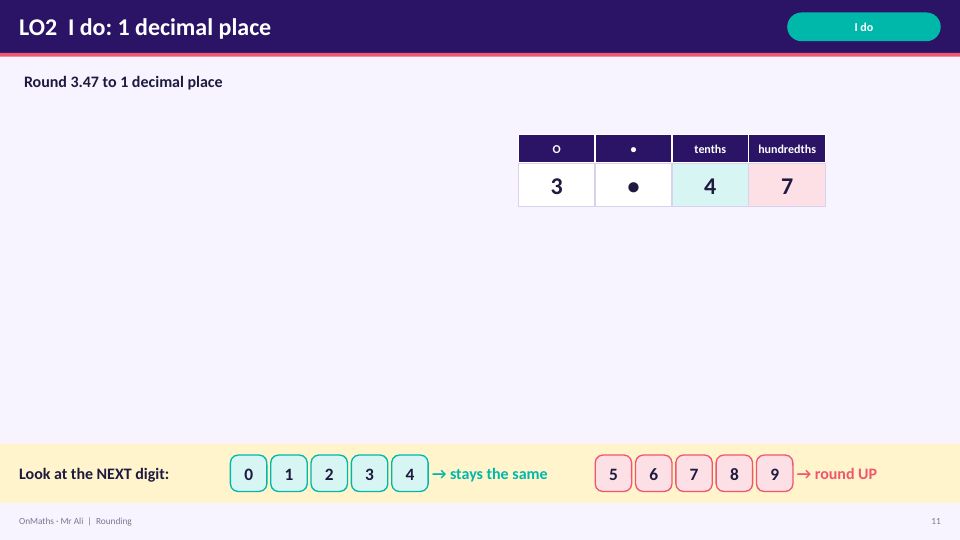 LO2 I do: 1 decimal place
I do
Round 3.47 to 1 decimal place
O • tenths hundredths
3 • 4 7
Look at the NEXT digit: 0 1 2 3 4 → stays the same 5 6 7 8 9 → round UP
OnMaths - Mr Ali | Rounding 11